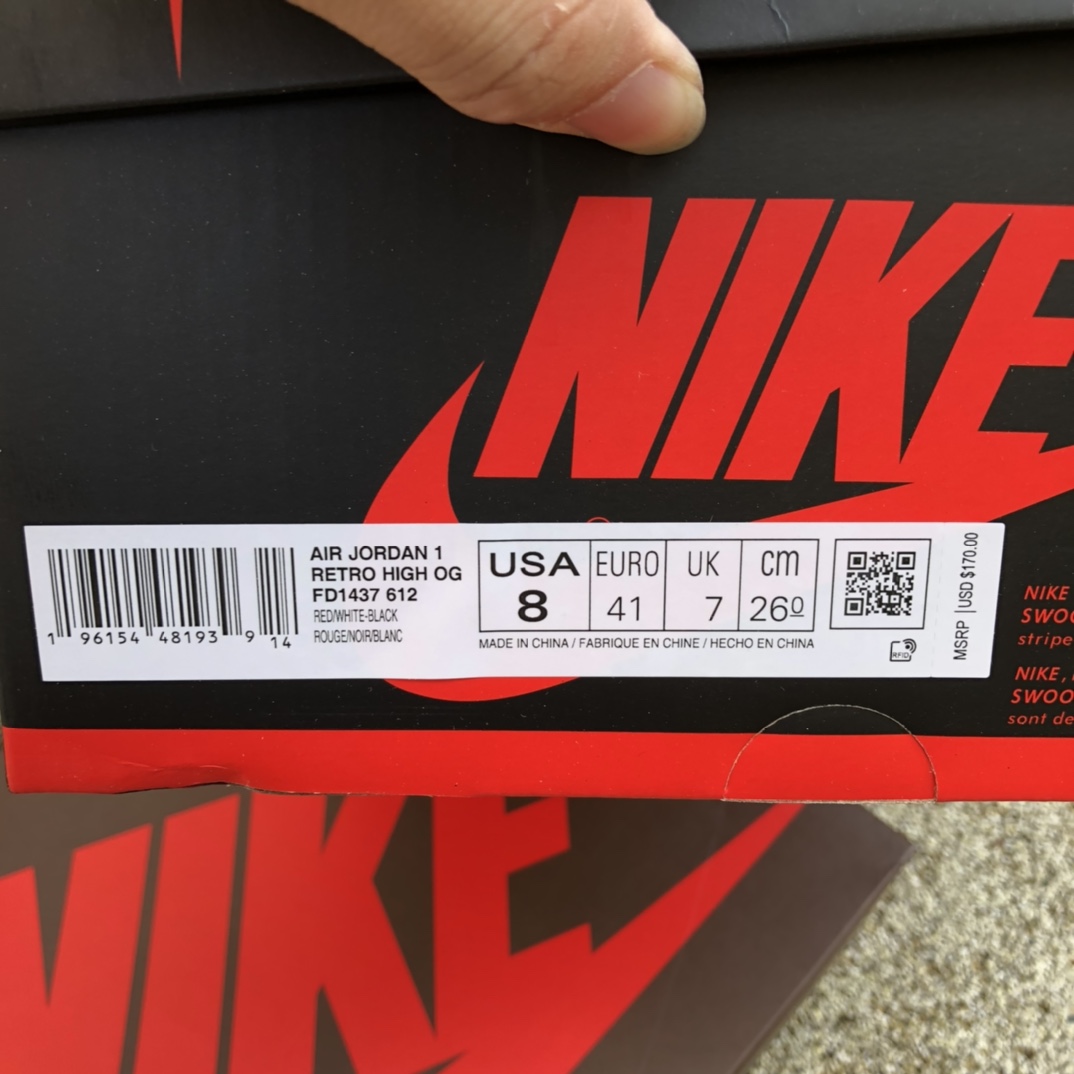 NIKE
AIR JORDAN 1
RETRO HIGH OG
FD1437 612
RED/WHITE-BLACK
ROUGE/NOIR/BLANC
1 96154 48193 9 14
USA EURO UK cm
8 41 7 26º
MADE IN CHINA / FABRIQUE EN CHINE / HECHO EN CHINA
RFID
MSRP USD $170.00
NIKE
SWOO
stripe
NIKE,
SWOO
sont de
NIKE